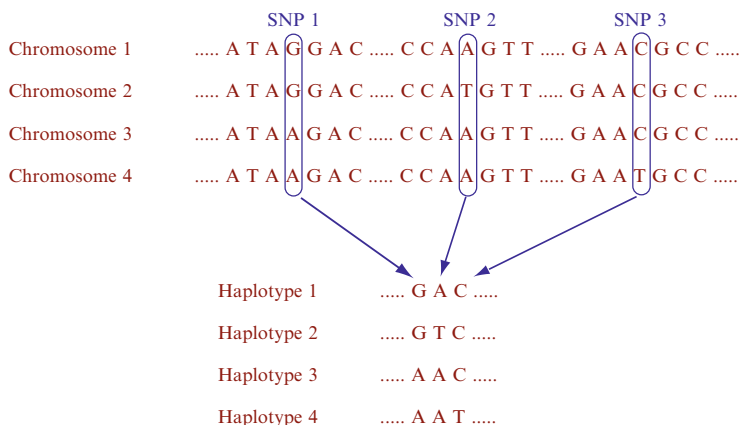 SNP 1 SNP 2 SNP 3
Chromosome 1 ..... A T A G G A C ..... C C A A G T T ..... G A A C G C C .....
Chromosome 2 ..... A T A G G A C ..... C C A T G T T ..... G A A C G C C .....
Chromosome 3 ..... A T A A G A C ..... C C A A G T T ..... G A A C G C C .....
Chromosome 4 ..... A T A A G A C ..... C C A A G T T ..... G A A T G C C .....
Haplotype 1 ..... G A C .....
Haplotype 2 ..... G T C .....
Haplotype 3 ..... A A C .....
Haplotype 4 ..... A A T .....